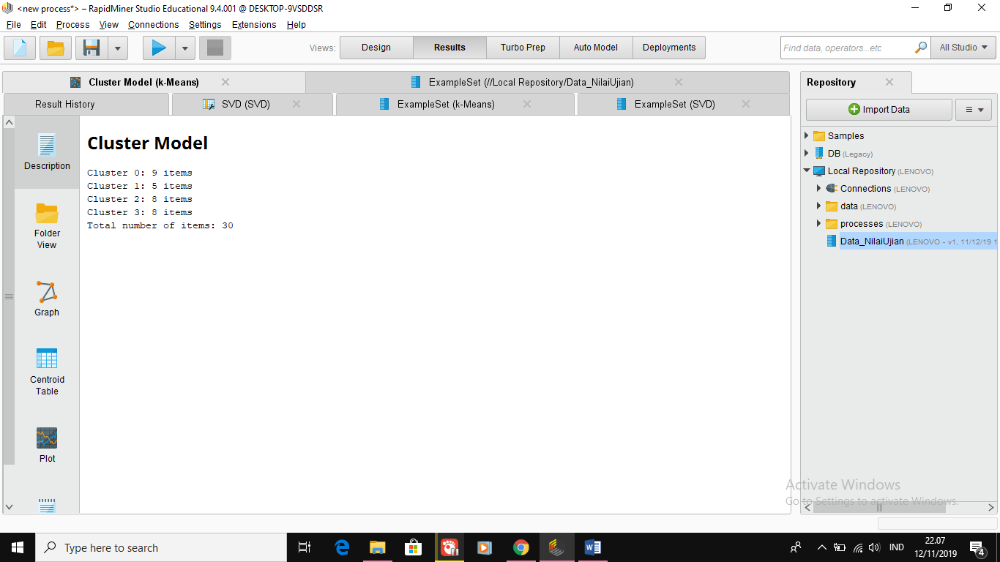 <new process*> – RapidMiner Studio Educational 9.4.001 @ DESKTOP-9VSDDSR
File Edit Process View Connections Settings Extensions Help
Views: Design Results Turbo Prep Auto Model Deployments
Find data, operators...etc
All Studio
Cluster Model (k-Means)
ExampleSet (//Local Repository/Data_NilaiUjian)
Result History
SVD (SVD)
ExampleSet (k-Means)
ExampleSet (SVD)
Description
Folder
View
Graph
Centroid
Table
Plot
Cluster Model
Cluster 0: 9 items
Cluster 1: 5 items
Cluster 2: 8 items
Cluster 3: 8 items
Total number of items: 30
Repository
Import Data
Samples
DB (Legacy)
Local Repository (LENOVO)
Connections (LENOVO)
data (LENOVO)
processes (LENOVO)
Data_NilaiUjian (LENOVO - v1, 11/12/19 1
Activate Windows
Go to Settings to activate Windows.
Type here to search
IND
22.07
12/11/2019
4